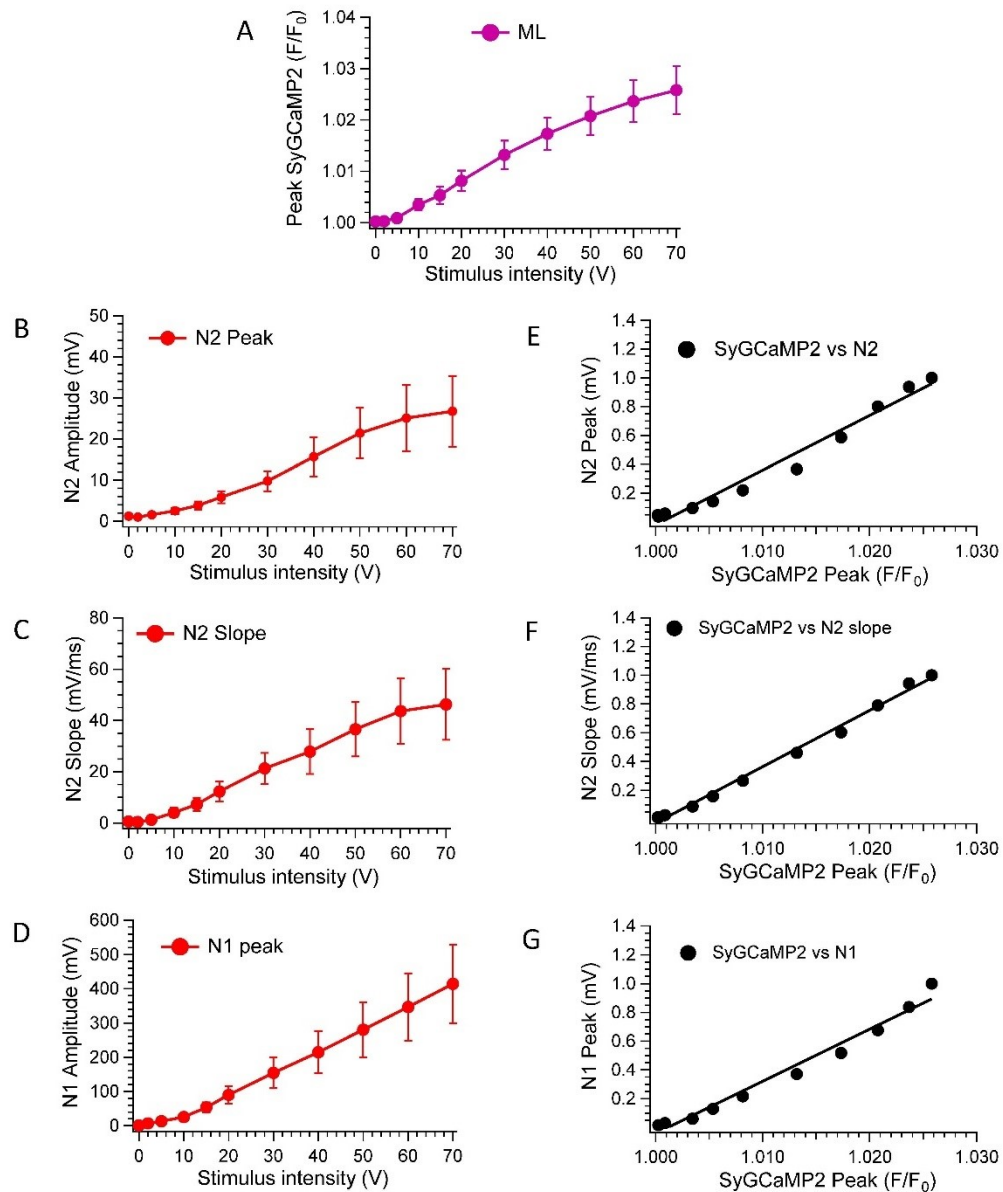 A
ML
Peak SyGCaMP2 (F/F₀)
1.04
1.03
1.02
1.01
1.00
0 10 20 30 40 50 60 70
Stimulus intensity (V)
B
N2 Peak
N2 Amplitude (mV)
50
40
30
20
10
0
0 10 20 30 40 50 60 70
Stimulus intensity (V)
E
SyGCaMP2 vs N2
N2 Peak (mV)
1.4
1.2
1.0
0.8
0.6
0.4
0.2
1.000 1.010 1.020 1.030
SyGCaMP2 Peak (F/F₀)
C
N2 Slope
N2 Slope (mV/ms)
80
60
40
20
0
0 10 20 30 40 50 60 70
Stimulus intensity (V)
F
SyGCaMP2 vs N2 slope
N2 Slope (mV/ms)
1.4
1.2
1.0
0.8
0.6
0.4
0.2
1.000 1.010 1.020 1.030
SyGCaMP2 Peak (F/F₀)
D
N1 peak
N1 Amplitude (mV)
600
500
400
300
200
100
0
0 10 20 30 40 50 60 70
Stimulus intensity (V)
G
SyGCaMP2 vs N1
N1 Peak (mV)
1.4
1.2
1.0
0.8
0.6
0.4
0.2
1.000 1.010 1.020 1.030
SyGCaMP2 Peak (F/F₀)